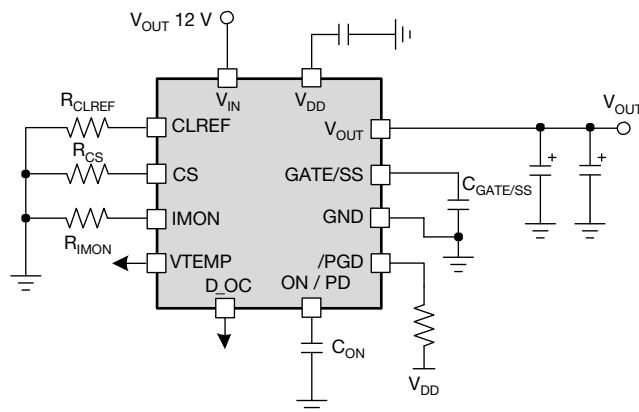 VOUT 12 V
VIN
VDD
RCLREF
CLREF
VOUT
VOUT
RCS
CS
GATE/SS
CGATE/SS
IMON
GND
RIMON
VTEMP
/PGD
D_OC
ON / PD
CON
VDD
+
+